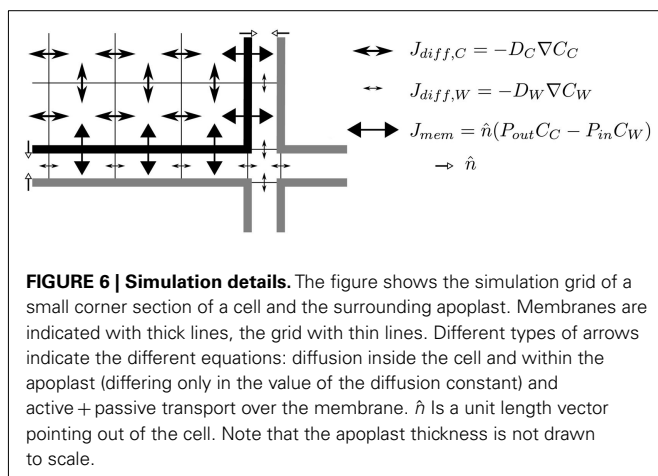 J_{diff,C} = −D_C∇C_C
J_{diff,W} = −D_W∇C_W
J_{mem} = n̂(P_{out}C_C − P_{in}C_W)
n̂
FIGURE 6 | Simulation details. The figure shows the simulation grid of a
small corner section of a cell and the surrounding apoplast. Membranes are
indicated with thick lines, the grid with thin lines. Different types of arrows
indicate the different equations: diffusion inside the cell and within the
apoplast (differing only in the value of the diffusion constant) and
active + passive transport over the membrane. n̂ Is a unit length vector
pointing out of the cell. Note that the apoplast thickness is not drawn
to scale.